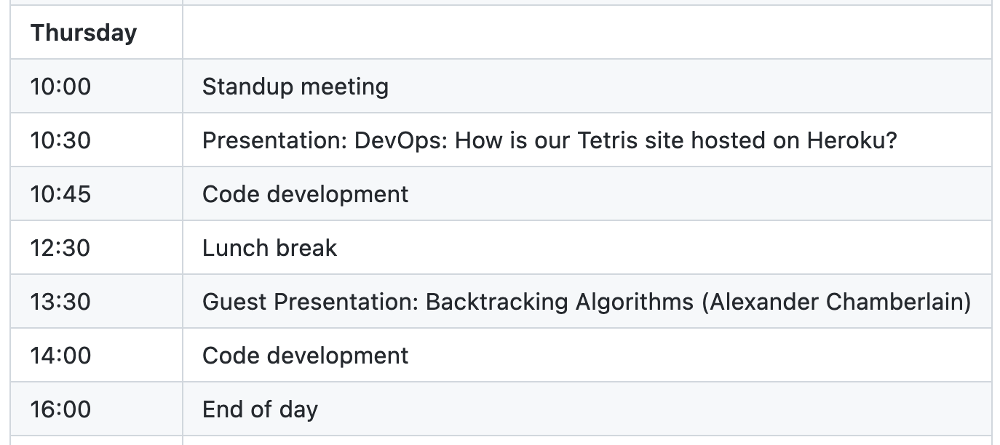 Thursday
10:00 Standup meeting
10:30 Presentation: DevOps: How is our Tetris site hosted on Heroku?
10:45 Code development
12:30 Lunch break
13:30 Guest Presentation: Backtracking Algorithms (Alexander Chamberlain)
14:00 Code development
16:00 End of day